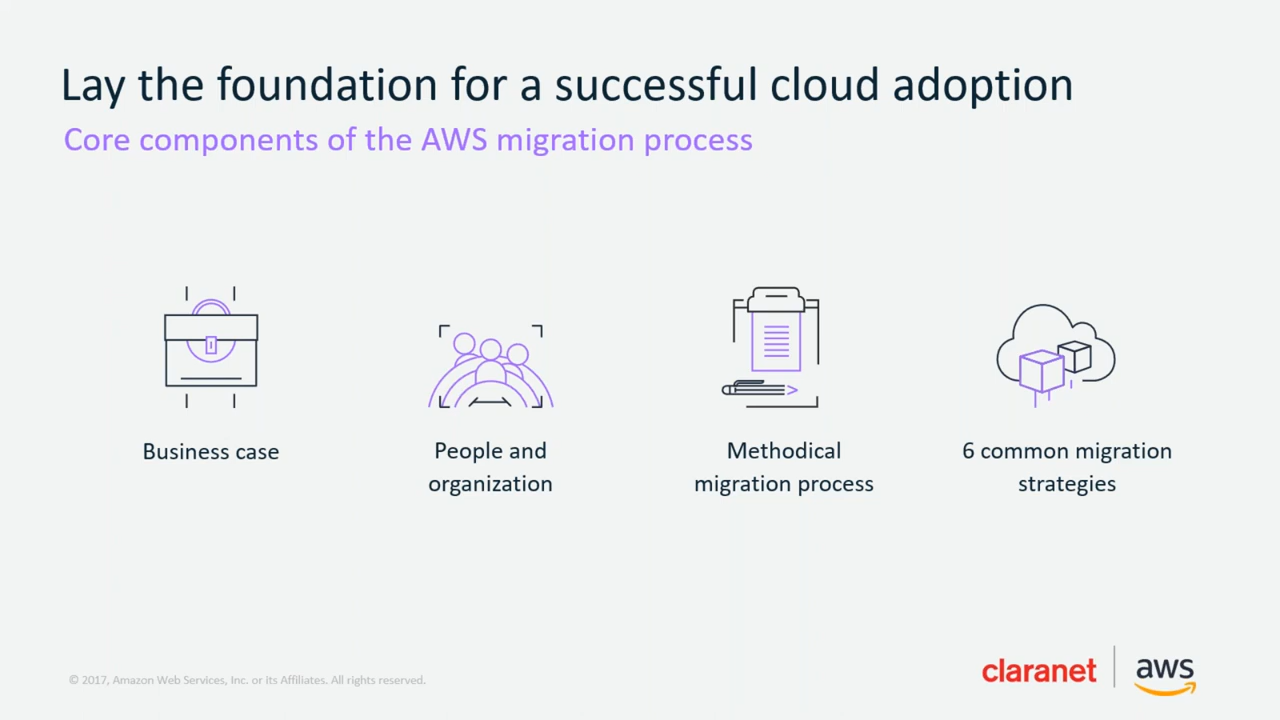 Lay the foundation for a successful cloud adoption
Core components of the AWS migration process
Business case
People and
organization
Methodical
migration process
6 common migration
strategies
© 2017, Amazon Web Services, Inc. or its Affiliates. All rights reserved.
claranet
aws